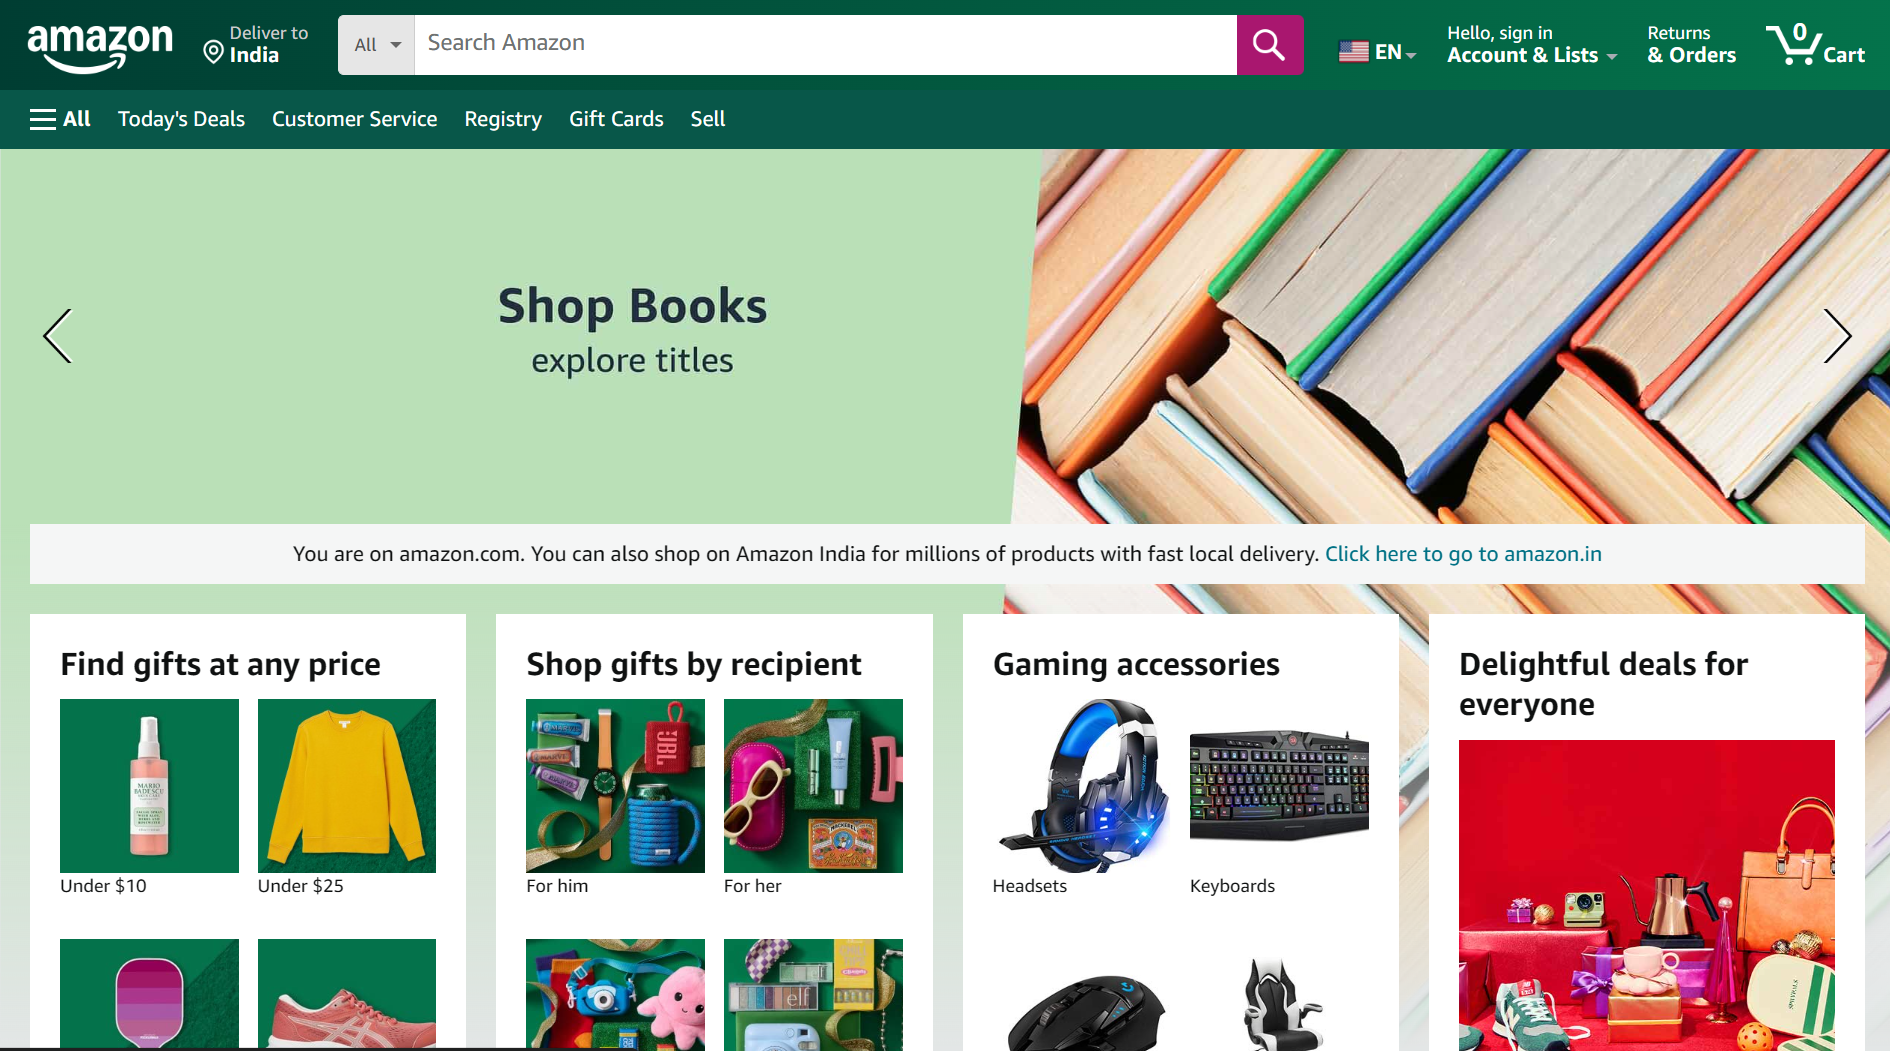 amazon
Deliver to
India
All
Search Amazon
EN
Hello, sign in
Account & Lists
Returns
& Orders
0
Cart
All
Today's Deals
Customer Service
Registry
Gift Cards
Sell
Shop Books
explore titles
You are on amazon.com. You can also shop on Amazon India for millions of products with fast local delivery. Click here to go to amazon.in
Find gifts at any price
MARIO
BADESCU
Under $10
Under $25
Shop gifts by recipient
JBL
For him
For her
elf
Gaming accessories
Headsets
Keyboards
Delightful deals for
everyone